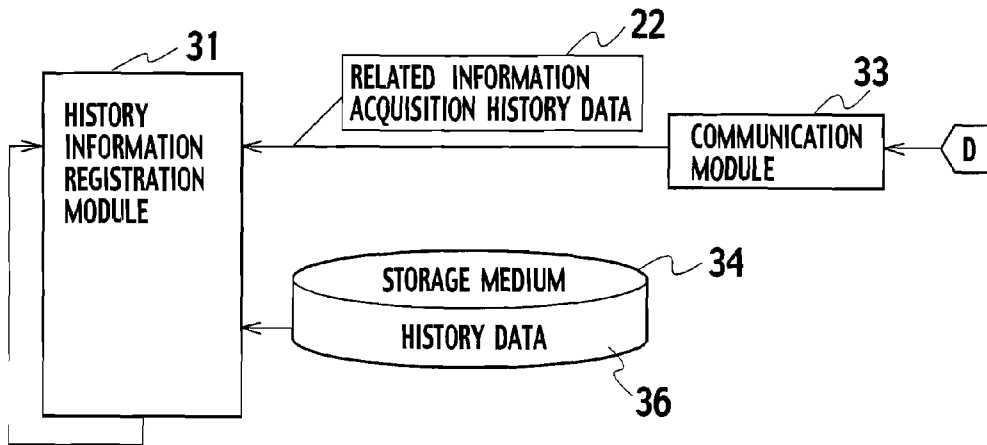 31
22
HISTORY
INFORMATION
REGISTRATION
MODULE
RELATED INFORMATION
ACQUISITION HISTORY DATA
33
COMMUNICATION
MODULE
D
34
STORAGE MEDIUM
HISTORY DATA
36